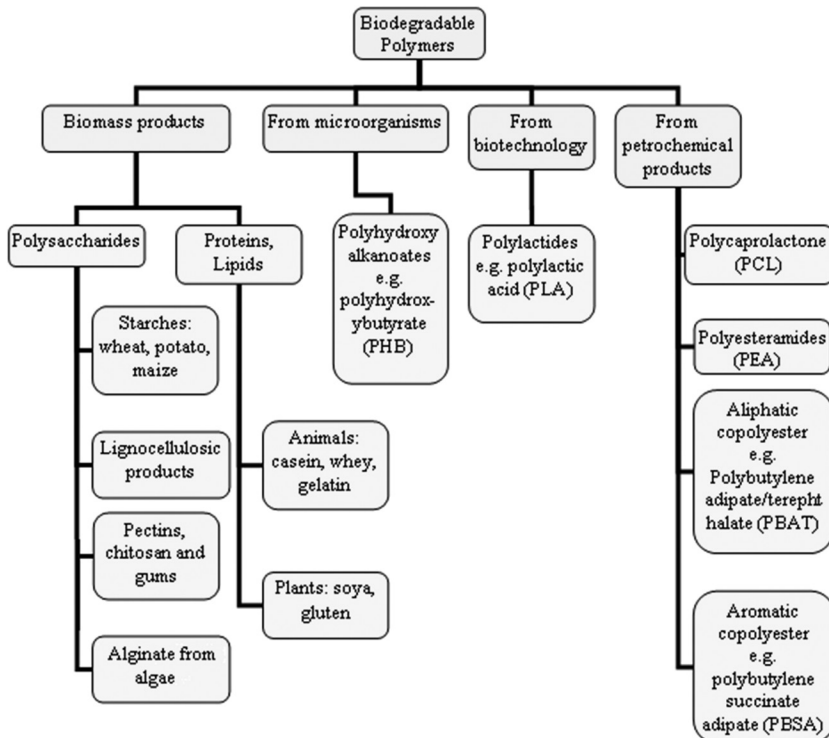 Biodegradable
Polymers
Biomass products
From microorganisms
From
biotechnology
From
petrochemical
products
Polysaccharides
Proteins,
Lipids
Polyhydroxy
alkanoates
e.g.
polyhydrox-
ybutyrate
(PHB)
Polylactides
e.g. polylactic
acid (PLA)
Polycaprolactone
(PCL)
Starches:
wheat, potato,
maize
Polyesteramides
(PEA)
Lignocellulosic
products
Animals:
casein, whey,
gelatin
Aliphatic
copolyester
e.g.
Polybutylene
adipate/terepht
halate (PBAT)
Pectins,
chitosan and
gums
Plants: soya,
gluten
Alginate from
algae
Aromatic
copolyester
e.g.
polybutylene
succinate
adipate (PBSA)